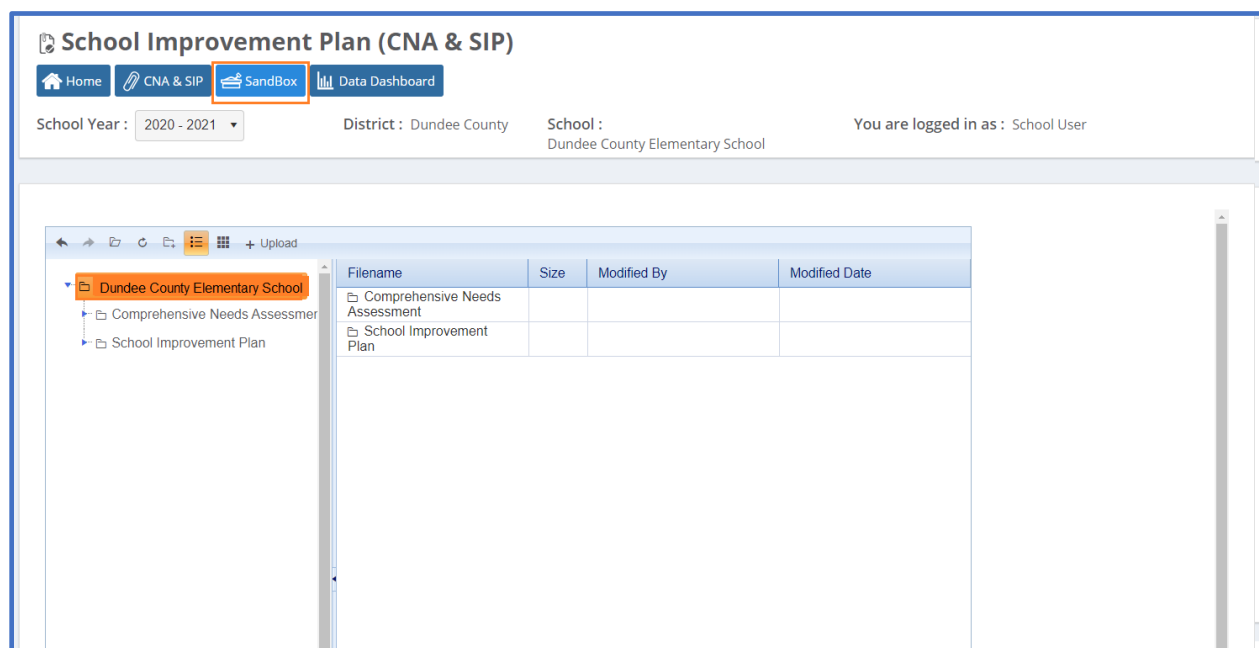 School Improvement Plan (CNA & SIP)
Home CNA & SIP SandBox Data Dashboard
School Year : 2020 - 2021 District : Dundee County School : You are logged in as : School User
Dundee County Elementary School
+ Upload
Dundee County Elementary School
Comprehensive Needs Assessmer
School Improvement Plan
Filename Size Modified By Modified Date
Comprehensive Needs
Assessment
School Improvement
Plan